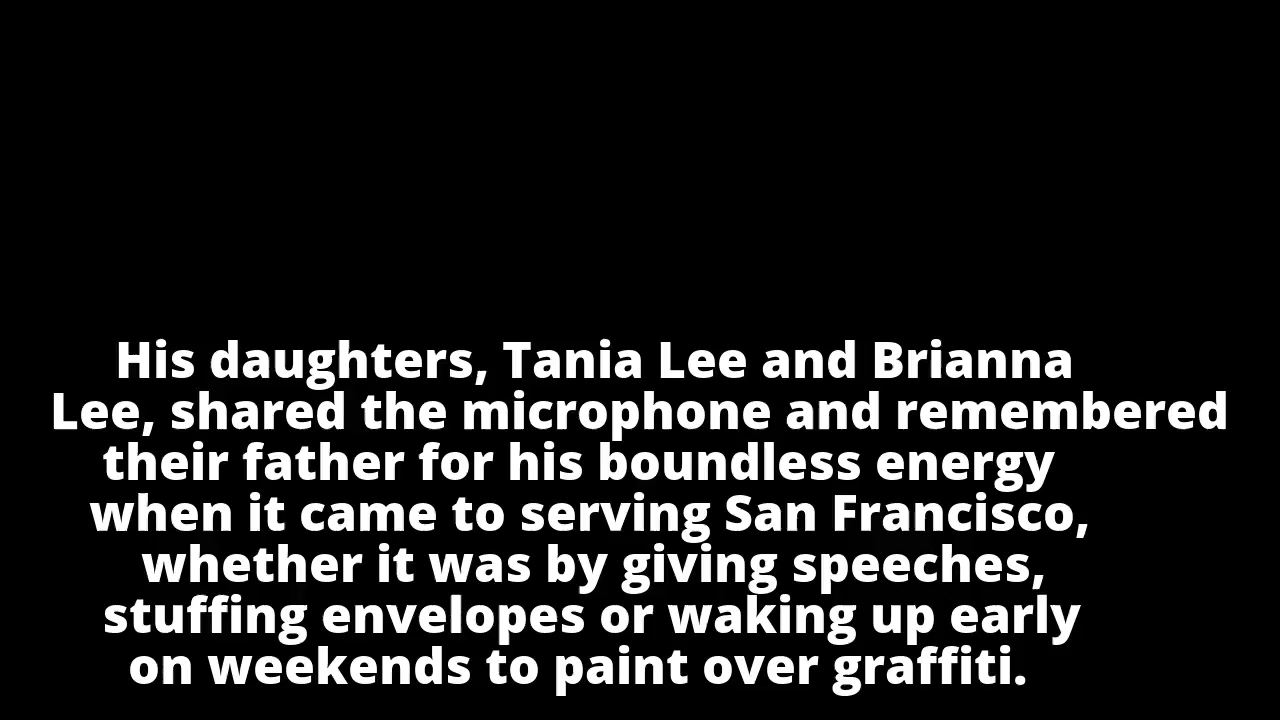 His daughters, Tania Lee and Brianna
Lee, shared the microphone and remembered
their father for his boundless energy
when it came to serving San Francisco,
whether it was by giving speeches,
stuffing envelopes or waking up early
on weekends to paint over graffiti.